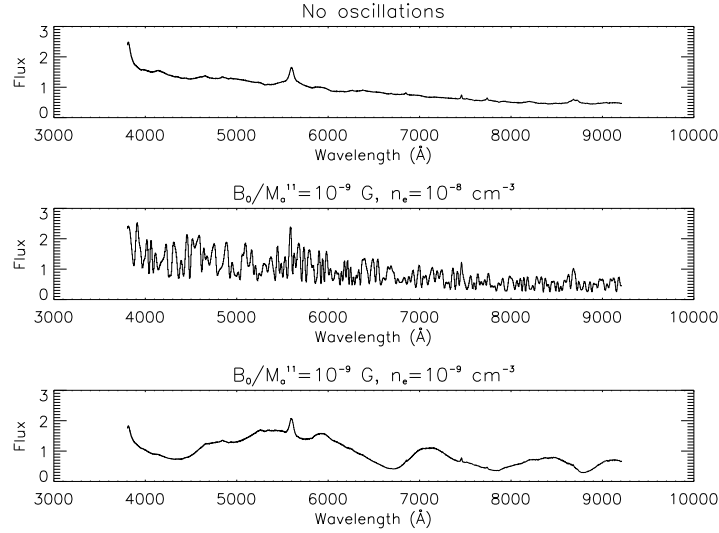 No oscillations
3
2
1
0
Flux
3000 4000 5000 6000 7000 8000 9000 10000
Wavelength (Å)
B₀/Mₐ¹¹=10⁻⁹ G, nₑ=10⁻⁸ cm⁻³
3
2
1
0
Flux
3000 4000 5000 6000 7000 8000 9000 10000
Wavelength (Å)
B₀/Mₐ¹¹=10⁻⁹ G, nₑ=10⁻⁹ cm⁻³
3
2
1
0
Flux
3000 4000 5000 6000 7000 8000 9000 10000
Wavelength (Å)